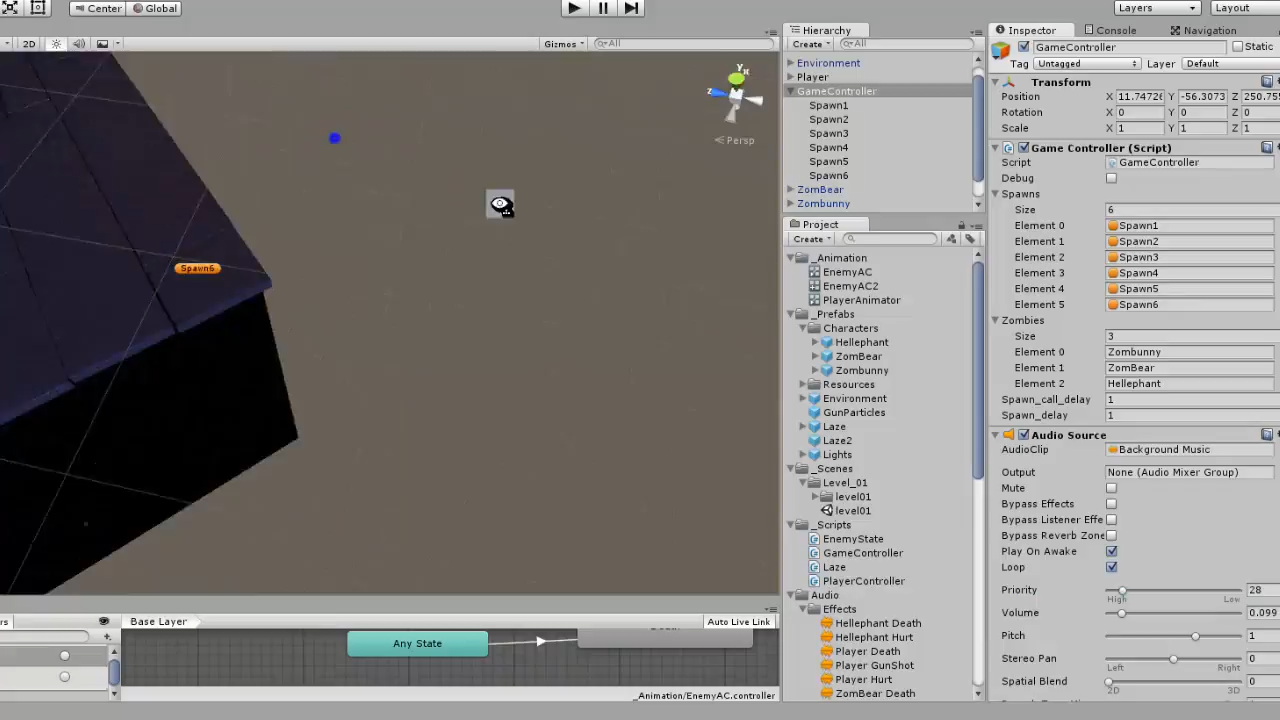 Center Global Layers Layout
2D Gizmos All
Hierarchy
Create All
Environment
Player
GameController
Spawn1
Spawn2
Spawn3
Spawn4
Spawn5
Spawn6
ZomBear
Zombunny
y
x
z
Persp
Spawn6
Project
Create
_Animation
EnemyAC
EnemyAC2
PlayerAnimator
_Prefabs
Characters
Hellephant
ZomBear
Zombunny
Resources
Environment
GunParticles
Laze
Laze2
Lights
_Scenes
Level_01
level01
level01
_Scripts
EnemyState
GameController
Laze
PlayerController
Audio
Effects
Hellephant Death
Hellephant Hurt
Player Death
Player GunShot
Player Hurt
ZomBear Death
Inspector Console Navigation
GameController Static
Tag Untagged Layer Default
Transform
Position X 11.74726 Y -56.3073 Z 250.755
Rotation X 0 Y 0 Z 0
Scale X 1 Y 1 Z 1
Game Controller (Script)
Script GameController
Debug
Spawns
Size 6
Element 0 Spawn1
Element 1 Spawn2
Element 2 Spawn3
Element 3 Spawn4
Element 4 Spawn5
Element 5 Spawn6
Zombies
Size 3
Element 0 Zombunny
Element 1 ZomBear
Element 2 Hellephant
Spawn_call_delay 1
Spawn_delay 1
Audio Source
AudioClip Background Music
Output None (Audio Mixer Group)
Mute
Bypass Effects
Bypass Listener Effe
Bypass Reverb Zone
Play On Awake
Loop
Priority 28
High Low
Volume 0.099
Pitch 1
Stereo Pan 0
Left Right
Spatial Blend 0
2D 3D
rs Base Layer Auto Live Link
Any State
_Animation/EnemyAC.controller